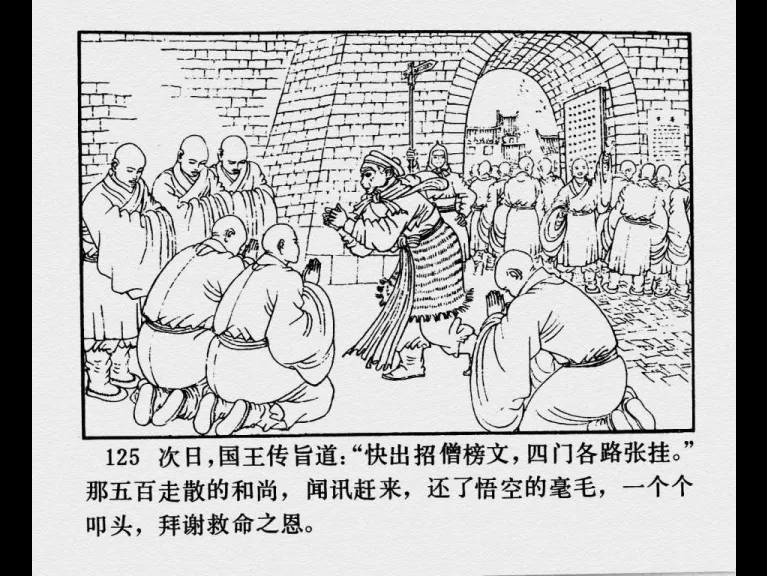 125 次日，国王传旨道：“快出招僧榜文，四门各路张挂。”
那五百走散的和尚，闻讯赶来，还了悟空的毫毛，一个个
叩头，拜谢救命之恩。